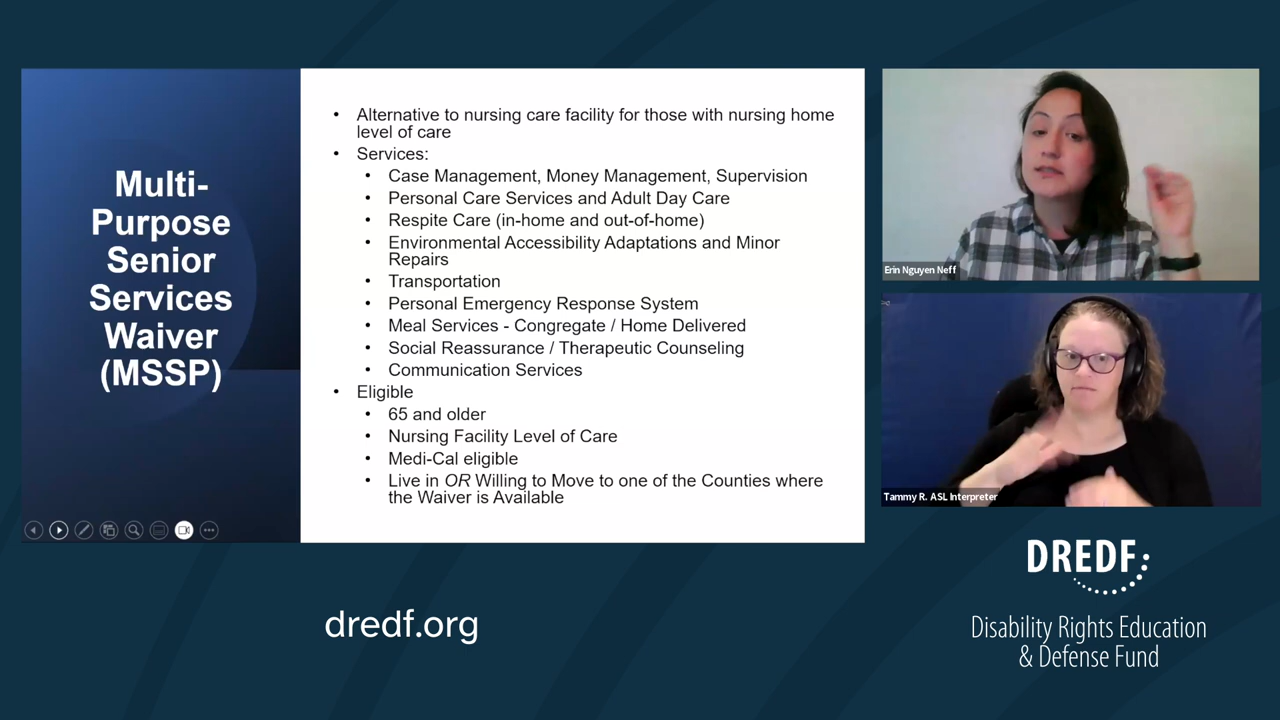 Multi-
Purpose
Senior
Services
Waiver
(MSSP)
• Alternative to nursing care facility for those with nursing home
level of care
• Services:
• Case Management, Money Management, Supervision
• Personal Care Services and Adult Day Care
• Respite Care (in-home and out-of-home)
• Environmental Accessibility Adaptations and Minor
Repairs
• Transportation
• Personal Emergency Response System
• Meal Services - Congregate / Home Delivered
• Social Reassurance / Therapeutic Counseling
• Communication Services
• Eligible
• 65 and older
• Nursing Facility Level of Care
• Medi-Cal eligible
• Live in OR Willing to Move to one of the Counties where
the Waiver is Available
Erin Nguyen Neff
Tammy R. ASL Interpreter
dredf.org
DREDF
Disability Rights Education
& Defense Fund